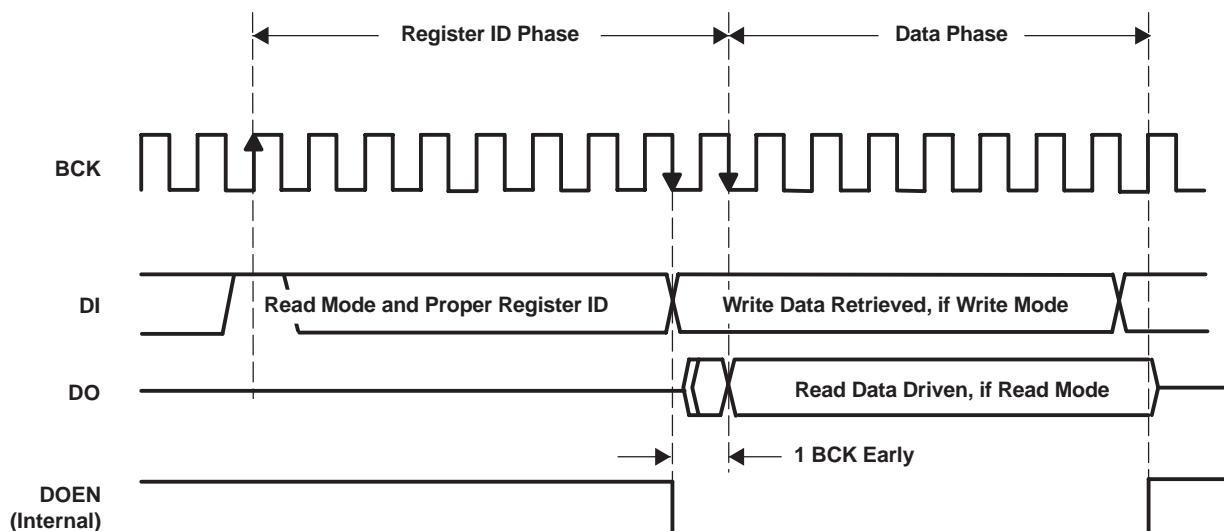 Register ID Phase
Data Phase
BCK
DI
Read Mode and Proper Register ID
Write Data Retrieved, if Write Mode
DO
Read Data Driven, if Read Mode
1 BCK Early
DOEN
(Internal)